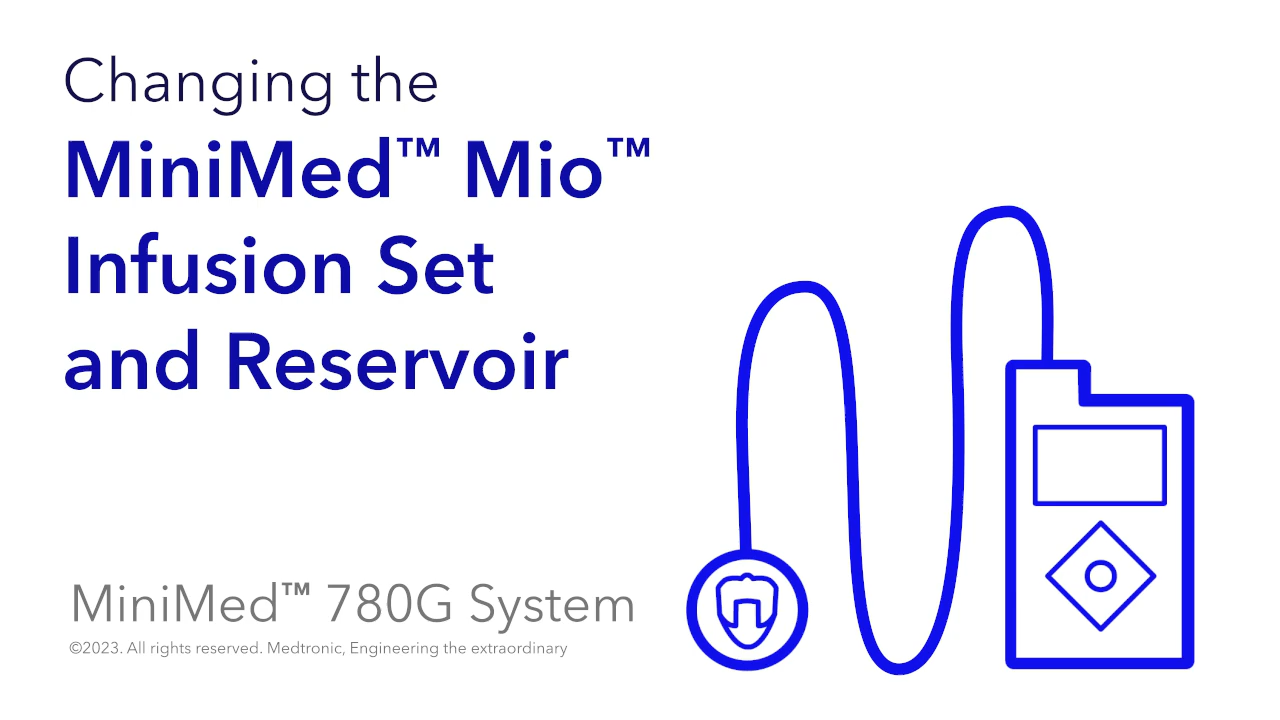 Changing the
MiniMed™ Mio™
Infusion Set
and Reservoir
MiniMed™ 780G System
©2023. All rights reserved. Medtronic, Engineering the extraordinary